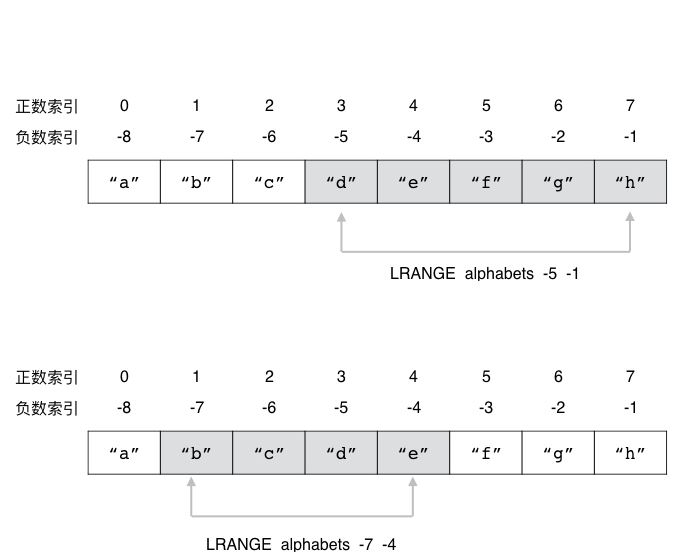 正数索引 0 1 2 3 4 5 6 7
负数索引 -8 -7 -6 -5 -4 -3 -2 -1
“a” “b” “c” “d” “e” “f” “g” “h”
LRANGE alphabets -5 -1
正数索引 0 1 2 3 4 5 6 7
负数索引 -8 -7 -6 -5 -4 -3 -2 -1
“a” “b” “c” “d” “e” “f” “g” “h”
LRANGE alphabets -7 -4